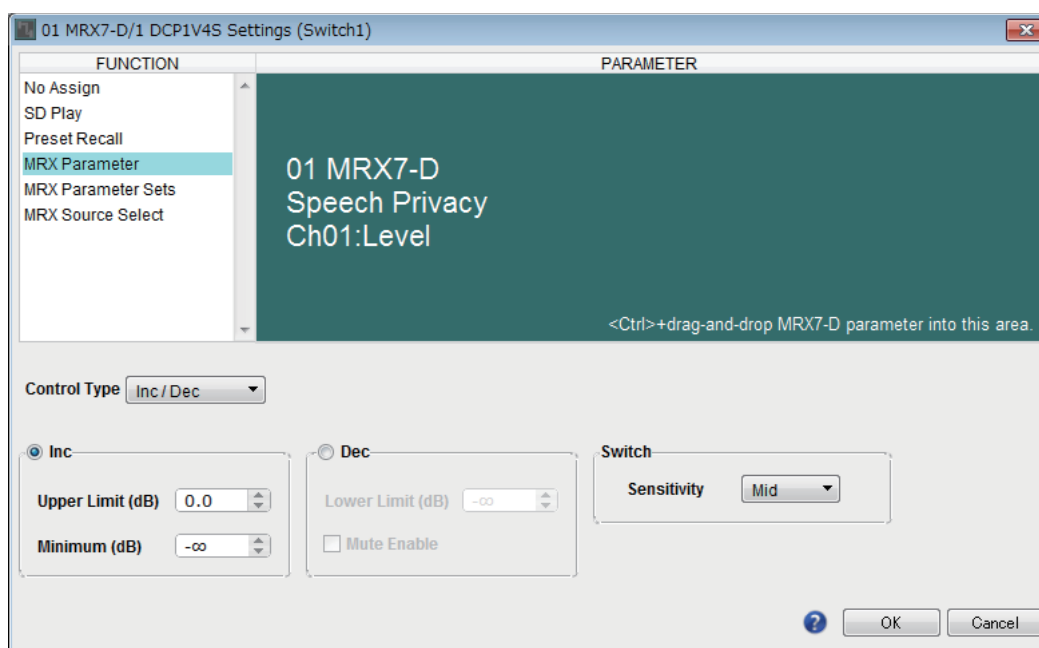 01 MRX7-D/1 DCP1V4S Settings (Switch1)
FUNCTION
PARAMETER
No Assign
SD Play
Preset Recall
MRX Parameter
MRX Parameter Sets
MRX Source Select
01 MRX7-D
Speech Privacy
Ch01:Level
<Ctrl>+drag-and-drop MRX7-D parameter into this area.
Control Type Inc / Dec
Inc
Upper Limit (dB) 0.0
Minimum (dB) -∞
Dec
Lower Limit (dB) -∞
Mute Enable
Switch
Sensitivity Mid
? OK Cancel